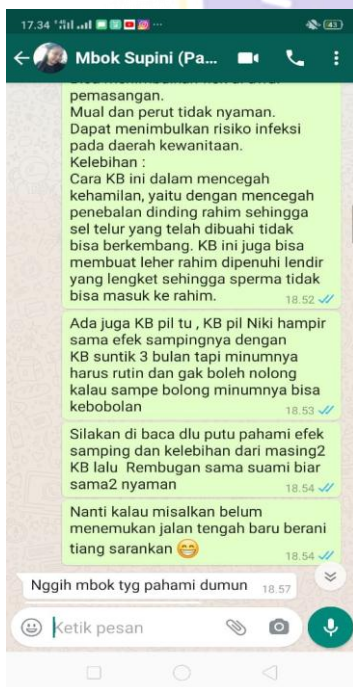 17.34
43
Mbok Supini (Pa...
pemasangan.
Mual dan perut tidak nyaman.
Dapat menimbulkan risiko infeksi
pada daerah kewanitaan.
Kelebihan :
Cara KB ini dalam mencegah
kehamilan, yaitu dengan mencegah
penebalan dinding rahim sehingga
sel telur yang telah dibuahi tidak
bisa berkembang. KB ini juga bisa
membuat leher rahim dipenuhi lendir
yang lengket sehingga sperma tidak
bisa masuk ke rahim.
18.52
Ada juga KB pil tu , KB pil Niki hampir
sama efek sampingnya dengan
KB suntik 3 bulan tapi minumnya
harus rutin dan gak boleh nolong
kalau sampe bolong minumnya bisa
kebobolan
18.53
Silakan di baca dlu putu pahami efek
samping dan kelebihan dari masing2
KB lalu Rembugan sama suami biar
sama2 nyaman
18.54
Nanti kalau misalkan belum
menemukan jalan tengah baru berani
tiang sarankan 😁
18.54
Nggih mbok tyg pahami dumun
18.57
Ketik pesan